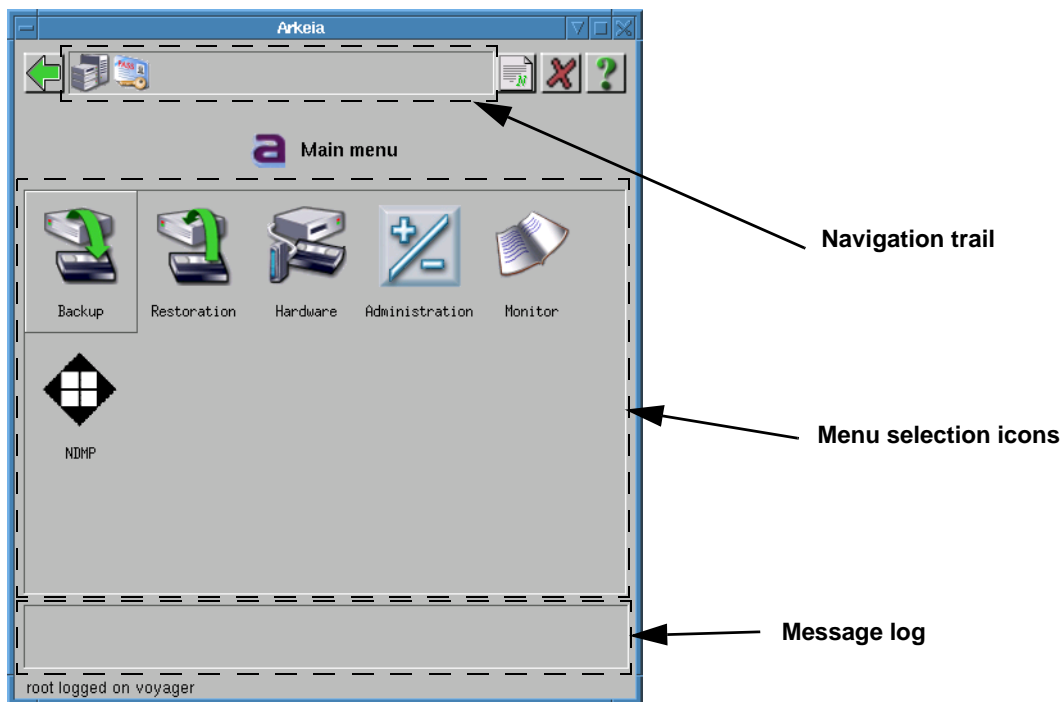 Arkeia
PASS
N
?
a Main menu
Navigation trail
Backup Restoration Hardware Administration Monitor
Menu selection icons
NDMP
Message log
root logged on voyager